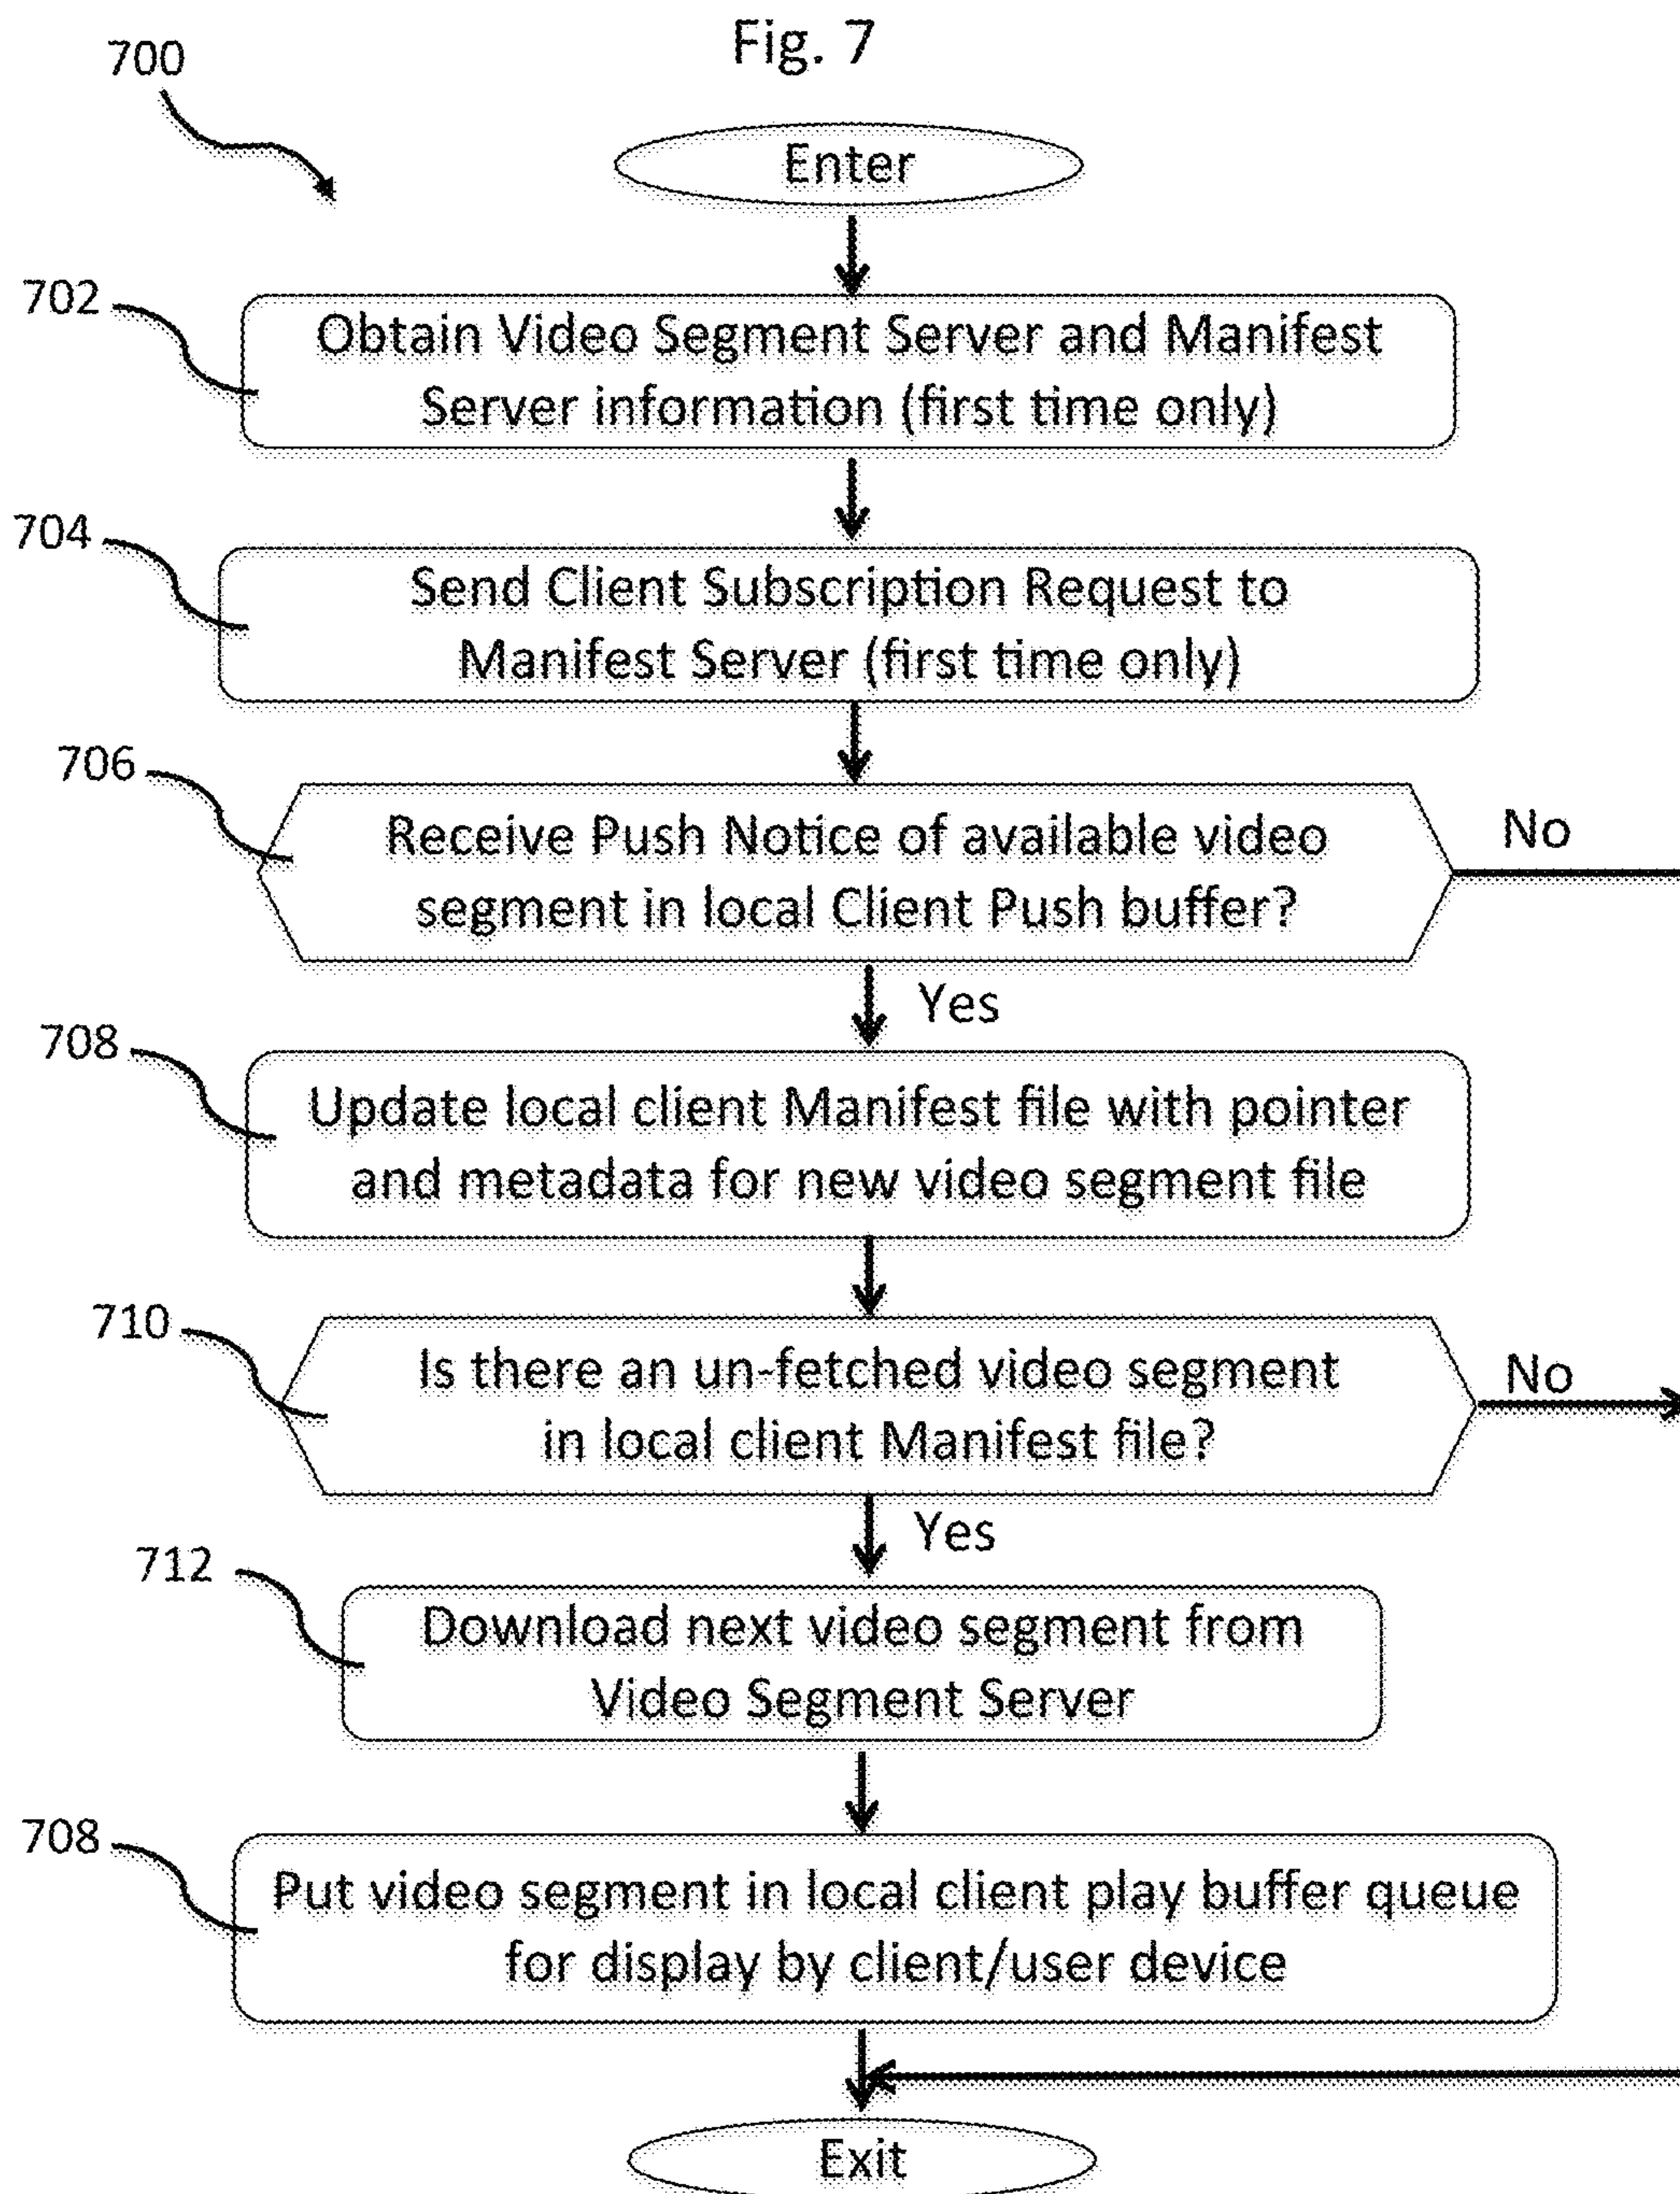 Fig. 7
700
Enter
702
Obtain Video Segment Server and Manifest
Server information (first time only)
704
Send Client Subscription Request to
Manifest Server (first time only)
706
Receive Push Notice of available video
segment in local Client Push buffer?
No
Yes
708
Update local client Manifest file with pointer
and metadata for new video segment file
710
Is there an un-fetched video segment
in local client Manifest file?
No
Yes
712
Download next video segment from
Video Segment Server
708
Put video segment in local client play buffer queue
for display by client/user device
Exit